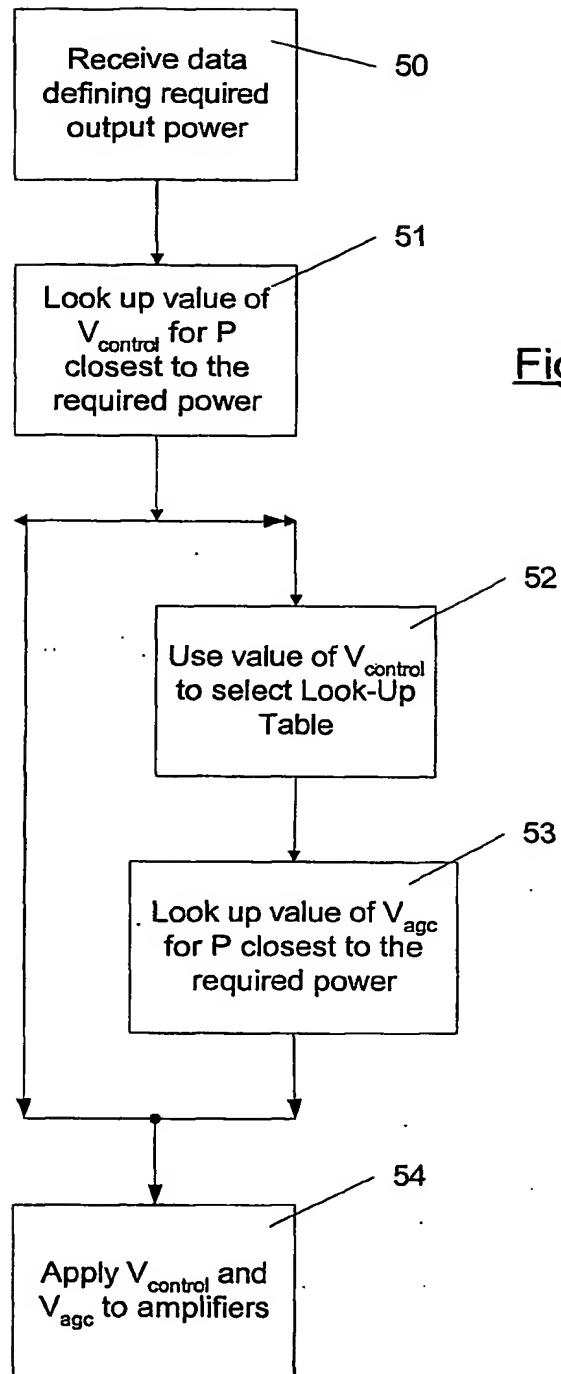 Receive data
defining required
output power
50
51
Look up value of
Vcontrol for P
closest to the
required power
52
Use value of Vcontrol
to select Look-Up
Table
53
Look up value of Vagc
for P closest to the
required power
54
Apply Vcontrol and
Vagc to amplifiers